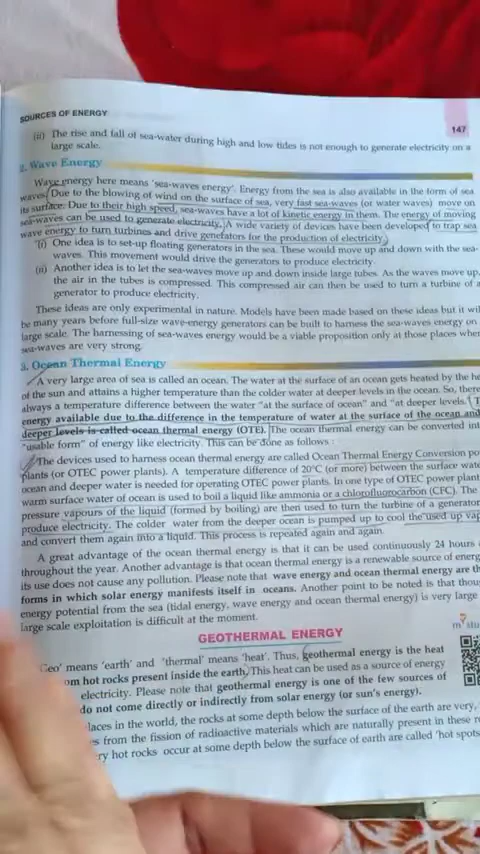 SOURCES OF ENERGY
147
(ii) The rise and fall of sea-water during high and low tides is not enough to generate electricity on a
large scale.
2. Wave Energy
Wave energy here means 'sea-waves energy'. Energy from the sea is also available in the form of sea
waves. Due to the blowing of wind on the surface of sea, very fast sea-waves (or water waves) move on
its surface. Due to their high speed, sea-waves have a lot of kinetic energy in them. The energy of moving
sea-waves can be used to generate electricity. A wide variety of devices have been developed to trap sea
wave energy to turn turbines and drive generators for the production of electricity.
(i) One idea is to set-up floating generators in the sea. These would move up and down with the sea-
waves. This movement would drive the generators to produce electricity.
(ii) Another idea is to let the sea-waves move up and down inside large tubes. As the waves move up,
the air in the tubes is compressed. This compressed air can then be used to turn a turbine of a
generator to produce electricity.
These ideas are only experimental in nature. Models have been made based on these ideas but it wil
be many years before full-size wave-energy generators can be built to harness the sea-waves energy on
large scale. The harnessing of sea-waves energy would be a viable proposition only at those places wher
sea-waves are very strong.
3. Ocean Thermal Energy
A very large area of sea is called an ocean. The water at the surface of an ocean gets heated by the he
of the sun and attains a higher temperature than the colder water at deeper levels in the ocean. So, there
always a temperature difference between the water "at the surface of ocean" and "at deeper levels. T
energy available due to the difference in the temperature of water at the surface of the ocean and
deeper levels is called ocean thermal energy (OTE). The ocean thermal energy can be converted int
"usable form" of energy like electricity. This can be done as follows :
The devices used to harness ocean thermal energy are called Ocean Thermal Energy Conversion po
plants (or OTEC power plants). A temperature difference of 20°C (or more) between the surface wate
ocean and deeper water is needed for operating OTEC power plants. In one type of OTEC power plant
warm surface water of ocean is used to boil a liquid like ammonia or a chlorofluorocarbon (CFC). The
pressure vapours of the liquid (formed by boiling) are then used to turn the turbine of a generator
produce electricity. The colder water from the deeper ocean is pumped up to cool the used up vap
and convert them again into a liquid. This process is repeated again and again.
A great advantage of the ocean thermal energy is that it can be used continuously 24 hours
throughout the year. Another advantage is that ocean thermal energy is a renewable source of energ
its use does not cause any pollution. Please note that wave energy and ocean thermal energy are th
forms in which solar energy manifests itself in oceans. Another point to be noted is that thou
energy potential from the sea (tidal energy, wave energy and ocean thermal energy) is very large
large scale exploitation is difficult at the moment.
GEOTHERMAL ENERGY
Geo' means 'earth' and 'thermal' means 'heat'. Thus, geothermal energy is the heat
om hot rocks present inside the earth. This heat can be used as a source of energy
electricity. Please note that geothermal energy is one of the few sources of
do not come directly or indirectly from solar energy (or sun's energy).
laces in the world, the rocks at some depth below the surface of the earth are very,
s from the fission of radioactive materials which are naturally present in these r
ry hot rocks occur at some depth below the surface of earth are called 'hot spots